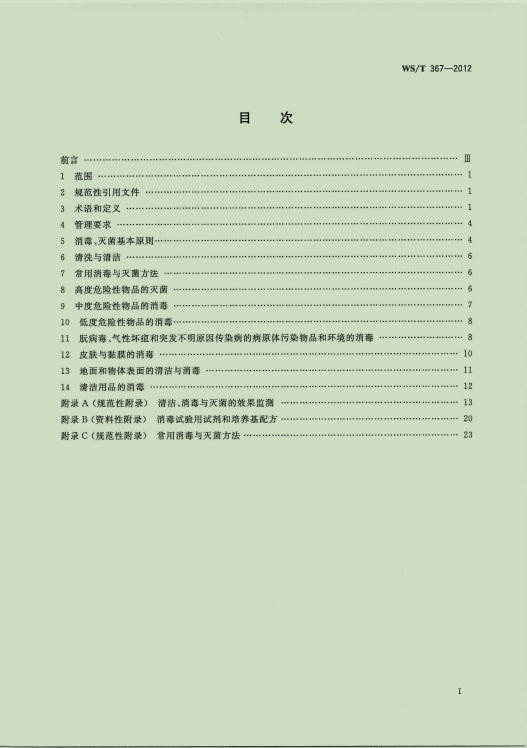 WS/T 367—2012
目 次
前言 …… Ⅲ
1 范围 …… 1
2 规范性引用文件 …… 1
3 术语和定义 …… 1
4 管理要求 …… 4
5 消毒、灭菌基本原则 …… 4
6 清洗与清洁 …… 6
7 常用消毒与灭菌方法 …… 6
8 高度危险性物品的灭菌 …… 6
9 中度危险性物品的消毒 …… 7
10 低度危险性物品的消毒 …… 8
11 朊病毒、气性坏疽和突发不明原因传染病的病原体污染物品和环境的消毒 …… 8
12 皮肤与黏膜的消毒 …… 10
13 地面和物体表面的清洁与消毒 …… 11
14 清洁用品的消毒 …… 12
附录 A（规范性附录） 清洁、消毒与灭菌的效果监测 …… 13
附录 B（资料性附录） 消毒试验用试剂和培养基配方 …… 20
附录 C（规范性附录） 常用消毒与灭菌方法 …… 23
I